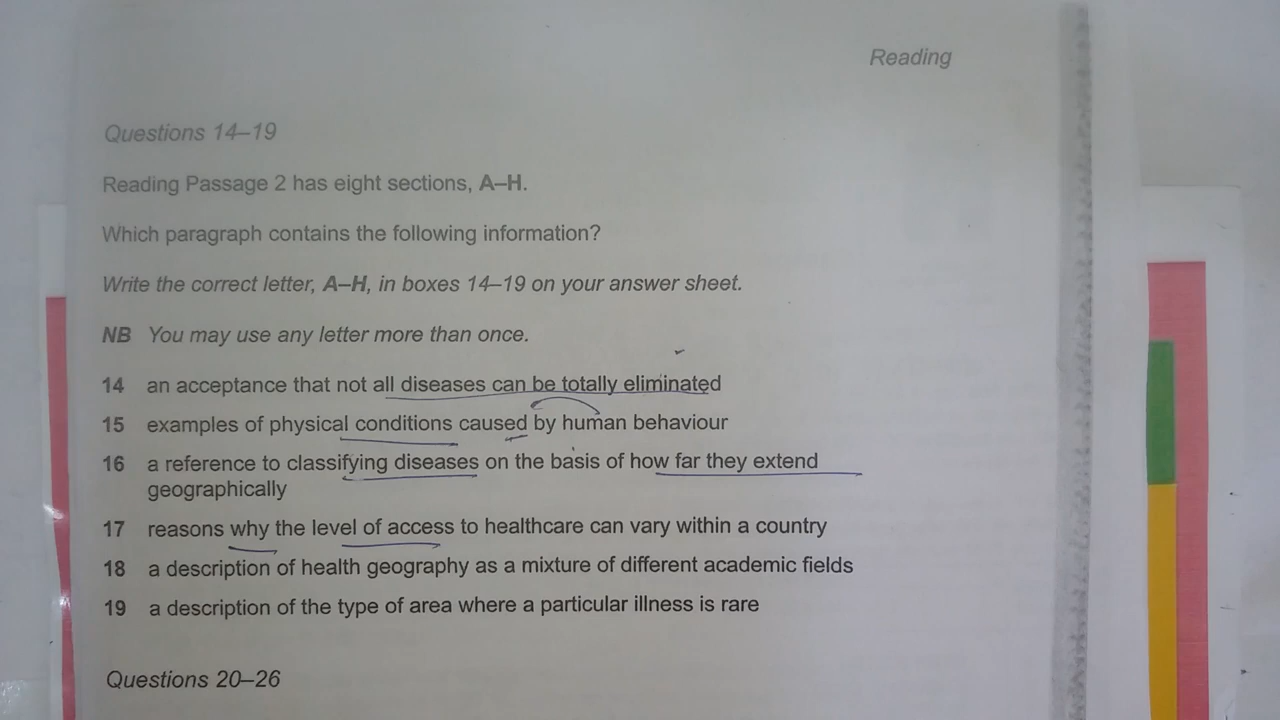 Reading
Questions 14–19
Reading Passage 2 has eight sections, A–H.
Which paragraph contains the following information?
Write the correct letter, A–H, in boxes 14–19 on your answer sheet.
NB You may use any letter more than once.
14 an acceptance that not all diseases can be totally eliminated
15 examples of physical conditions caused by human behaviour
16 a reference to classifying diseases on the basis of how far they extend
geographically
17 reasons why the level of access to healthcare can vary within a country
18 a description of health geography as a mixture of different academic fields
19 a description of the type of area where a particular illness is rare
Questions 20–26